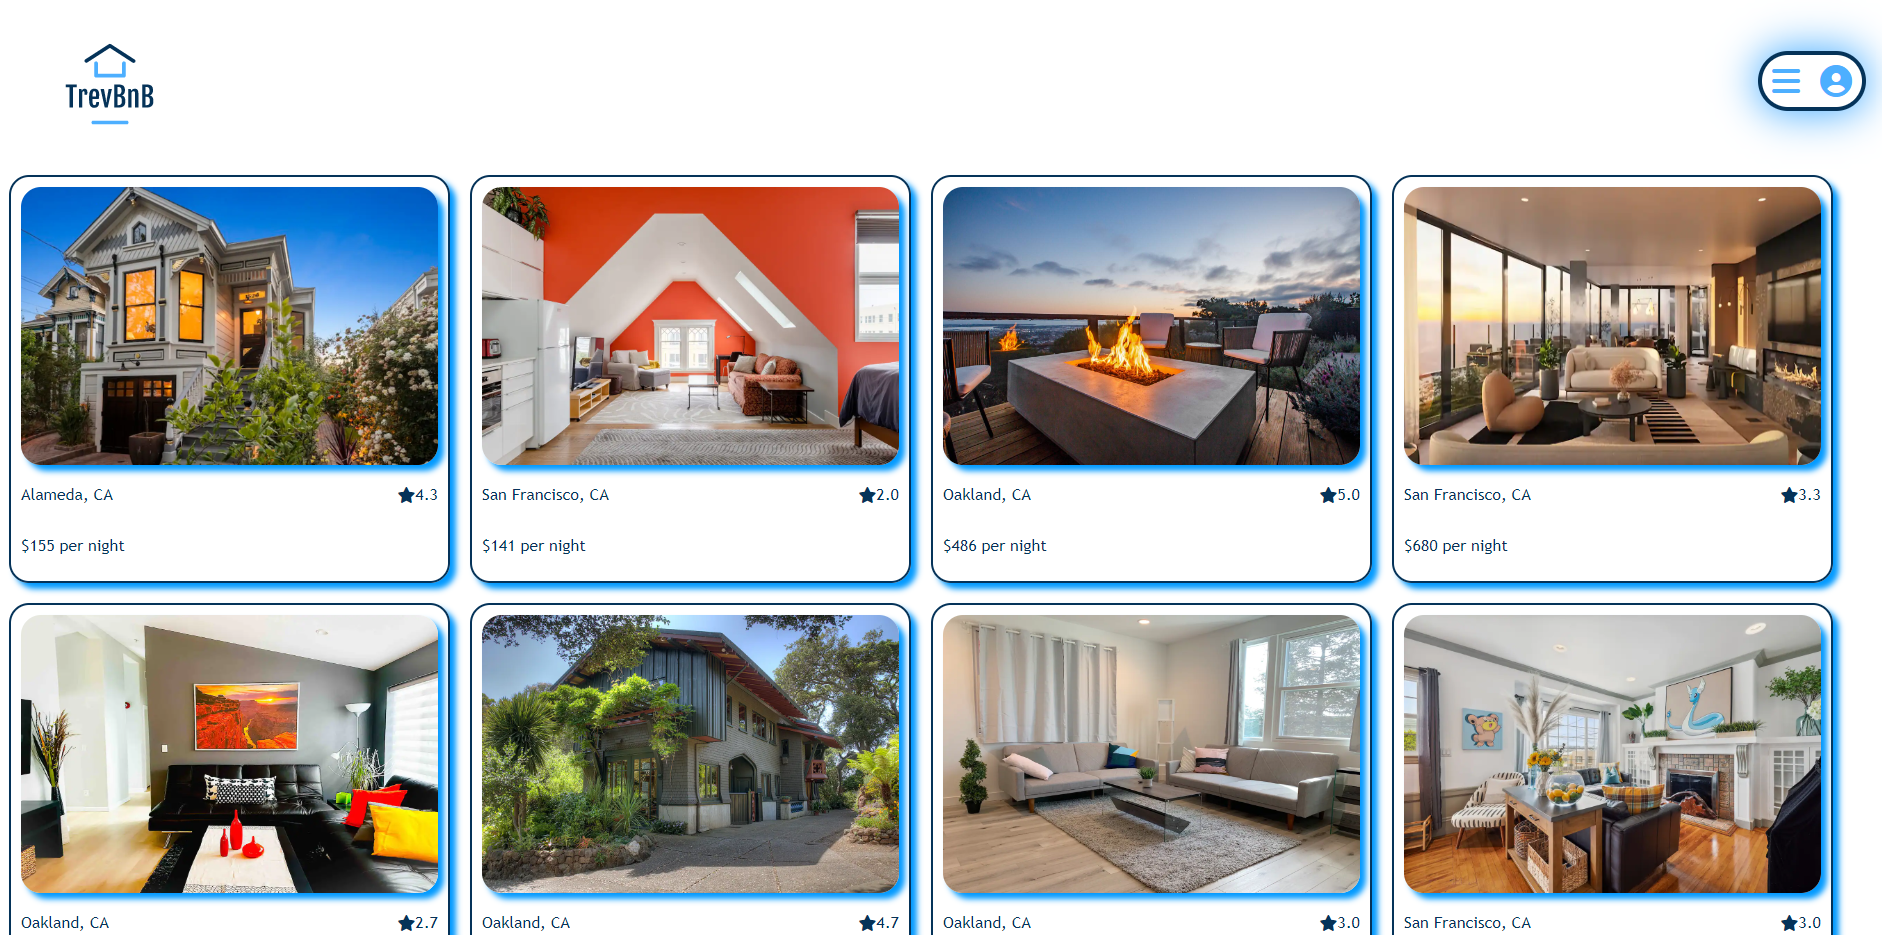 TrevBnB
Alameda, CA 4.3
$155 per night
San Francisco, CA 2.0
$141 per night
Oakland, CA 5.0
$486 per night
San Francisco, CA 3.3
$680 per night
Oakland, CA 2.7
Oakland, CA 4.7
Oakland, CA 3.0
San Francisco, CA 3.0